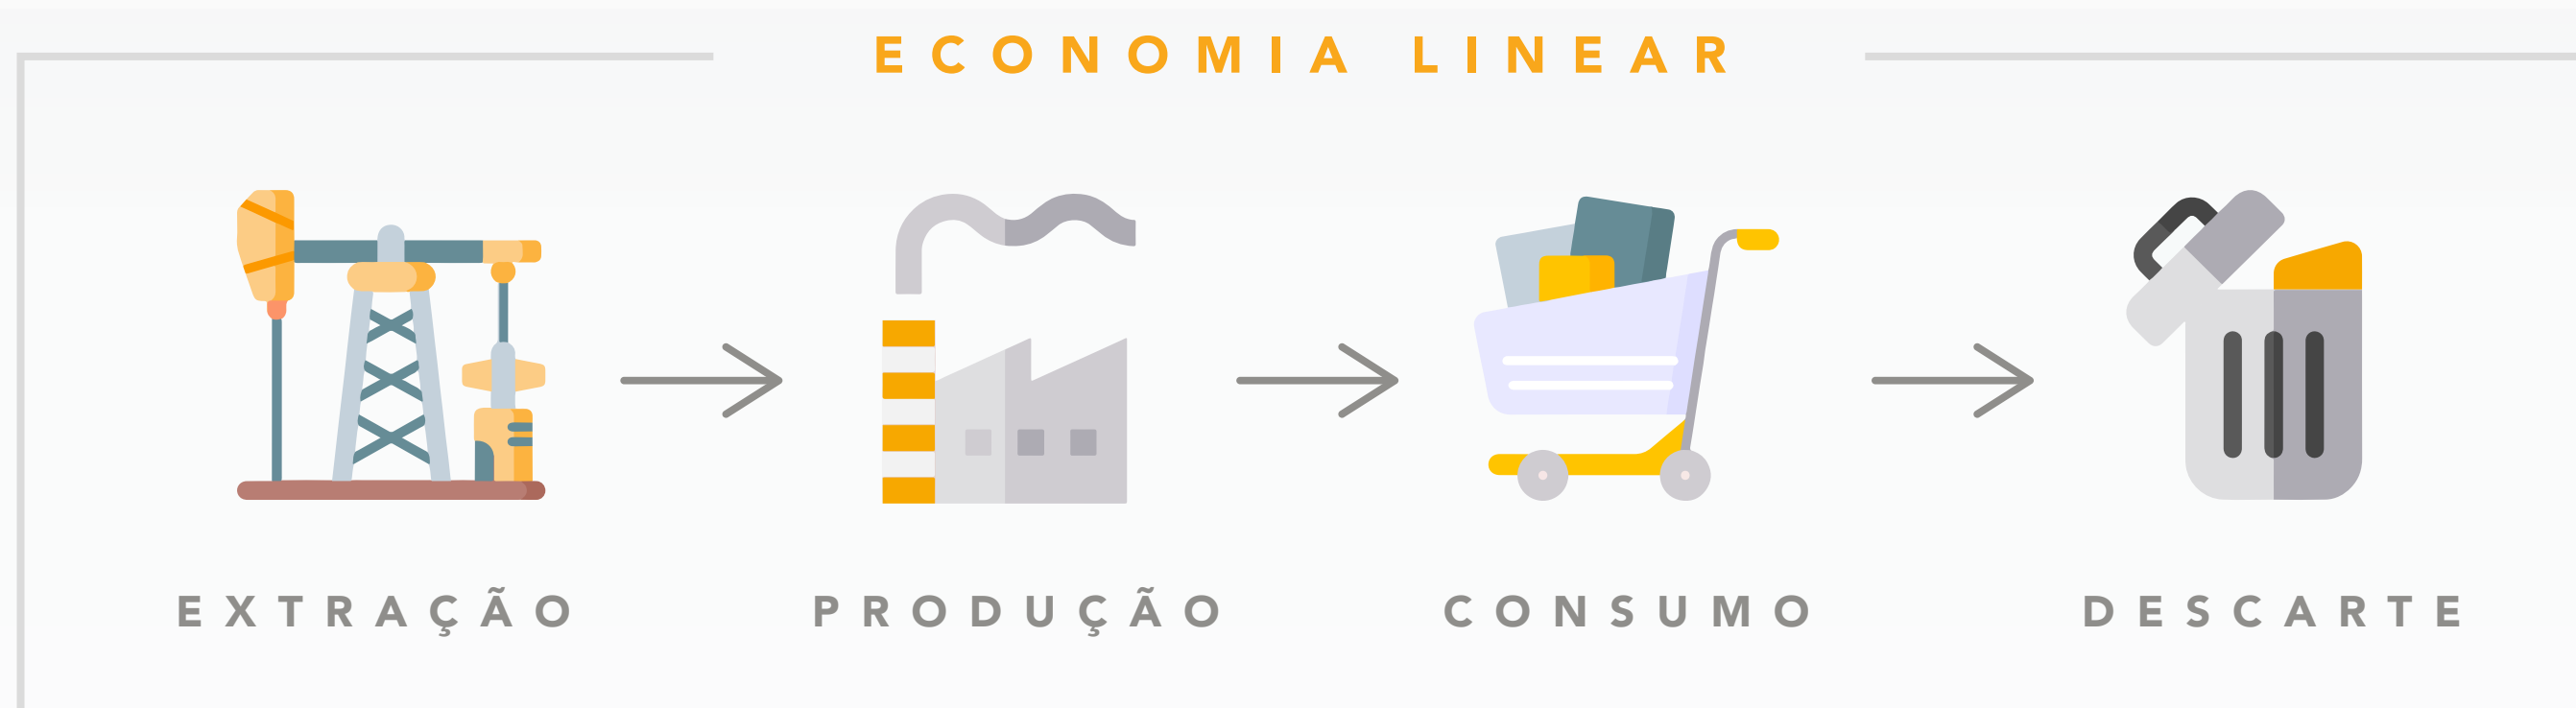 ECONOMIA LINEAR
EXTRAÇÃO
PRODUÇÃO
CONSUMO
DESCARTE